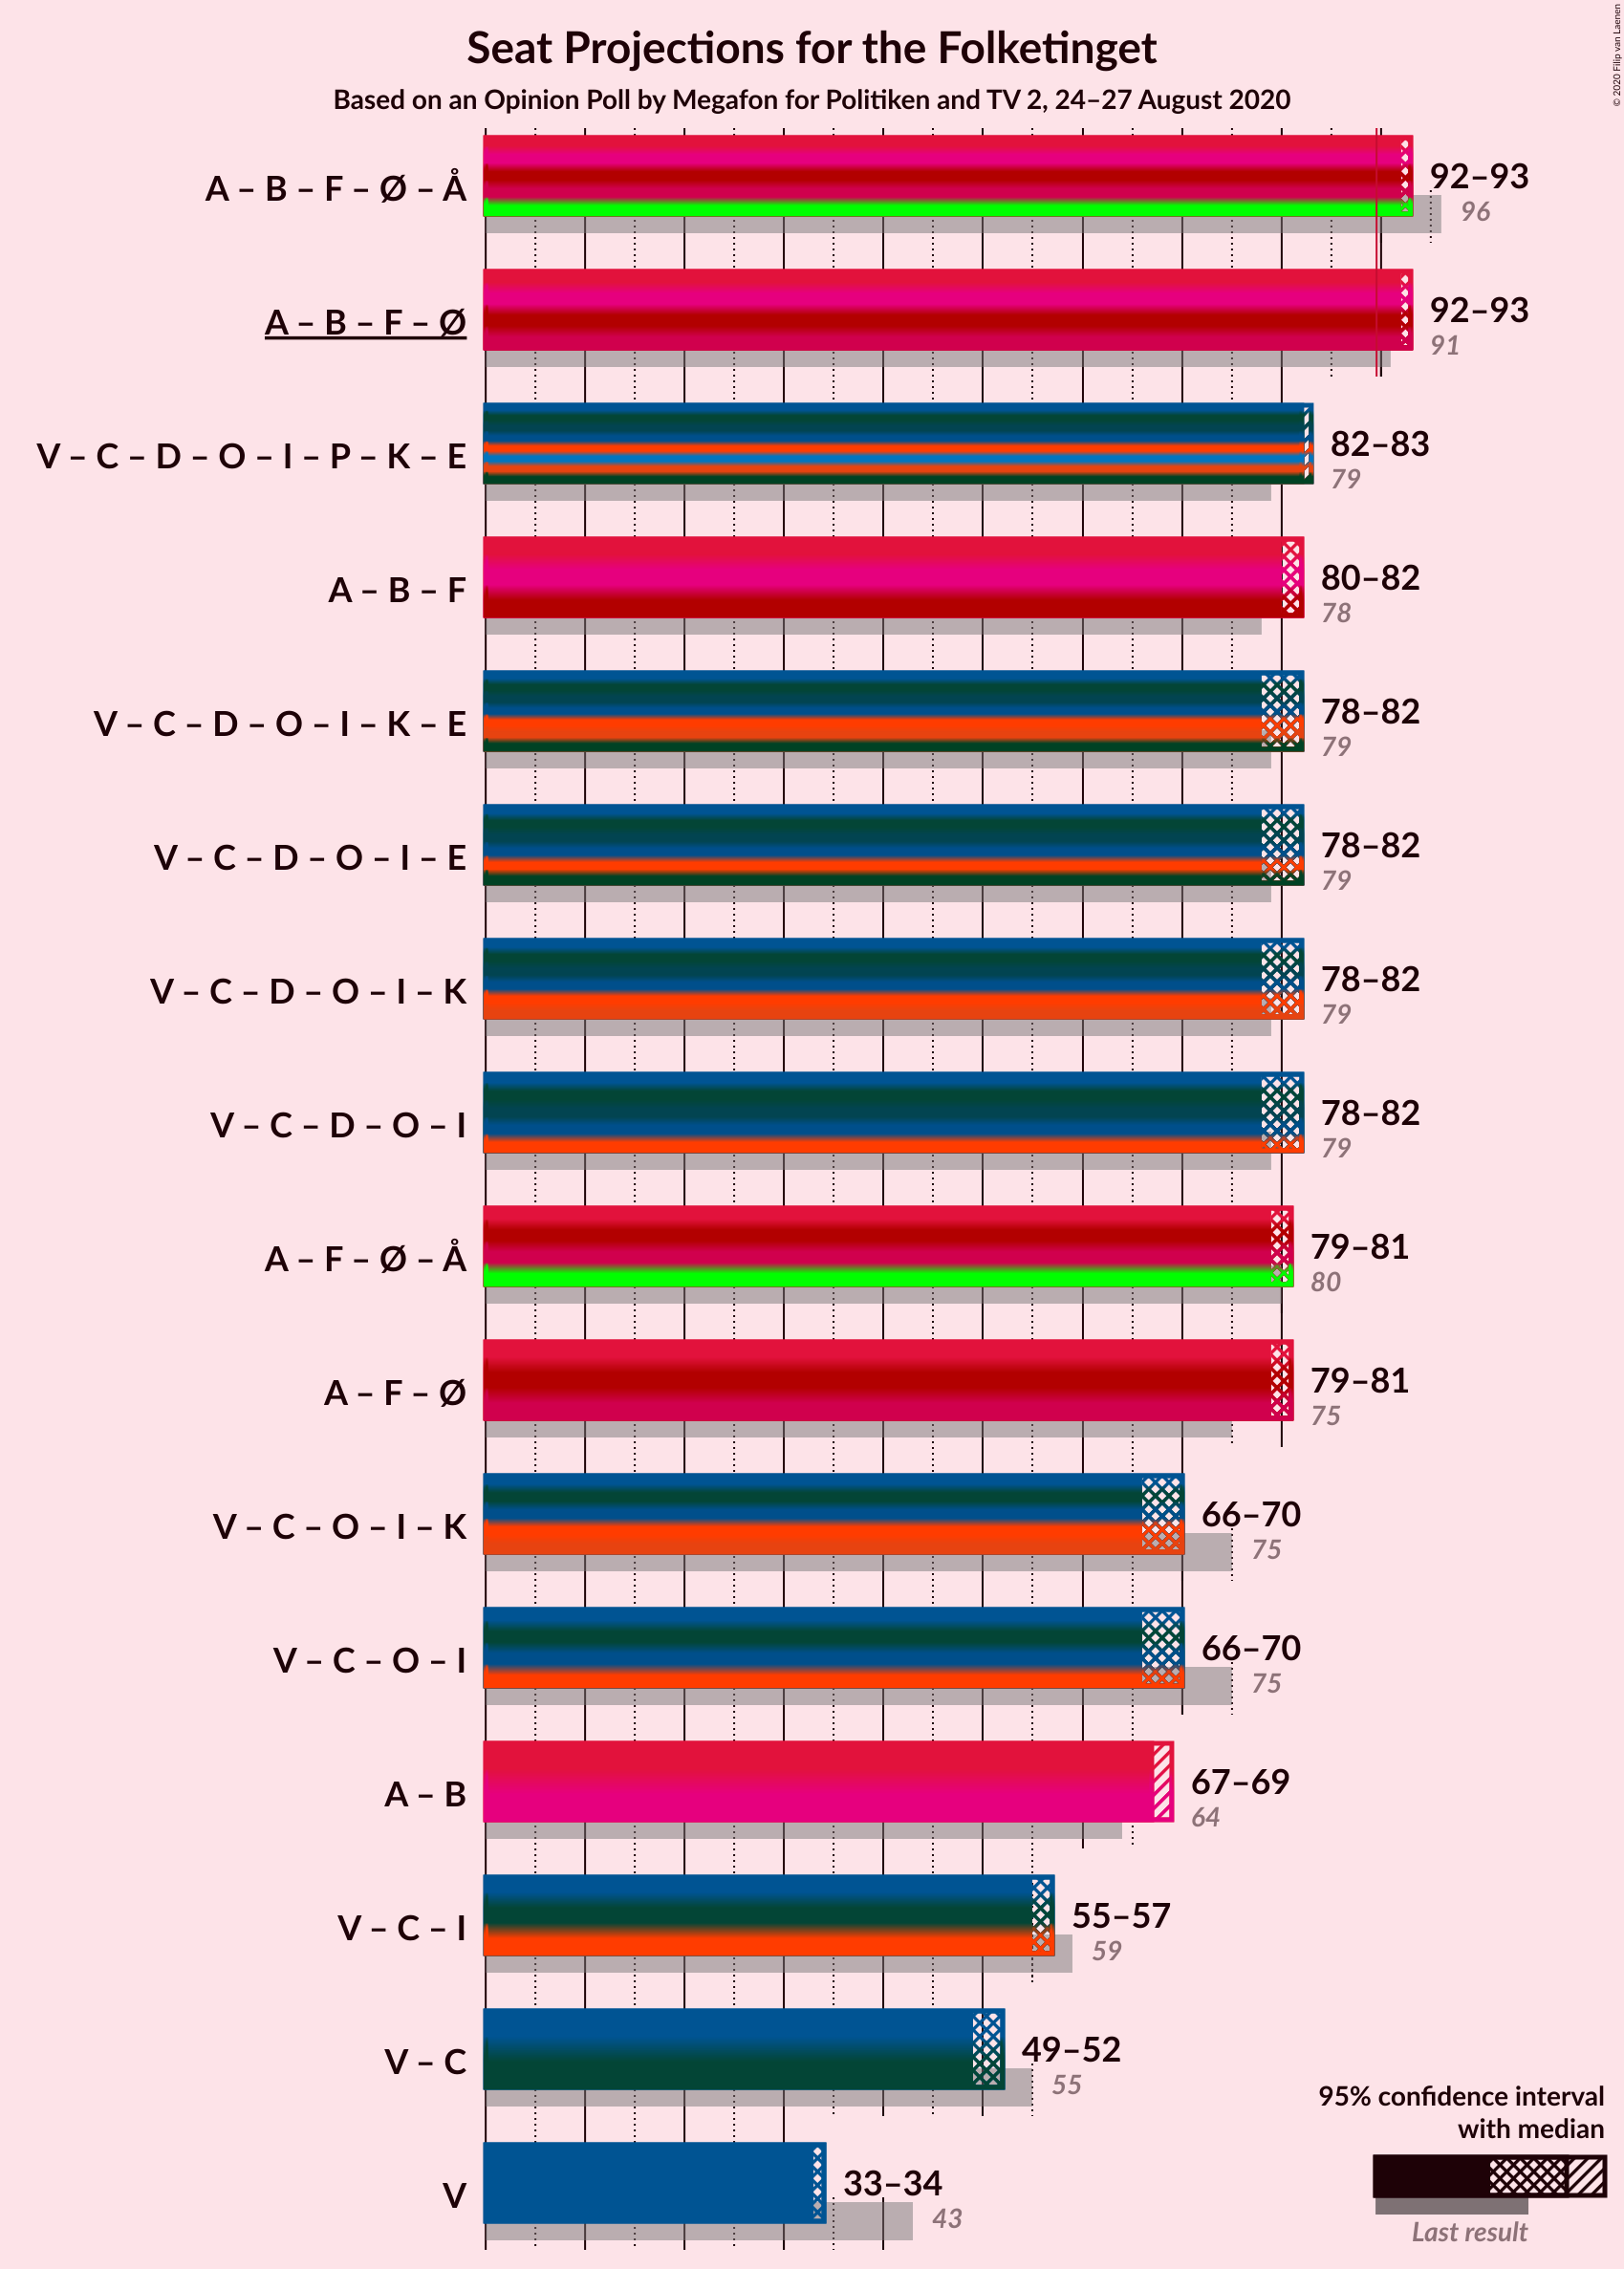 Seat Projections for the Folketinget
Based on an Opinion Poll by Megafon for Politiken and TV 2, 24–27 August 2020
© 2020 Filip van Laenen
A – B – F – Ø – Å
92–93
96
A – B – F – Ø
92–93
91
V – C – D – O – I – P – K – E
82–83
79
A – B – F
80–82
78
V – C – D – O – I – K – E
78–82
79
V – C – D – O – I – E
78–82
79
V – C – D – O – I – K
78–82
79
V – C – D – O – I
78–82
79
A – F – Ø – Å
79–81
80
A – F – Ø
79–81
75
V – C – O – I – K
66–70
75
V – C – O – I
66–70
75
A – B
67–69
64
V – C – I
55–57
59
V – C
49–52
55
V
33–34
43
95% confidence interval
with median
Last result